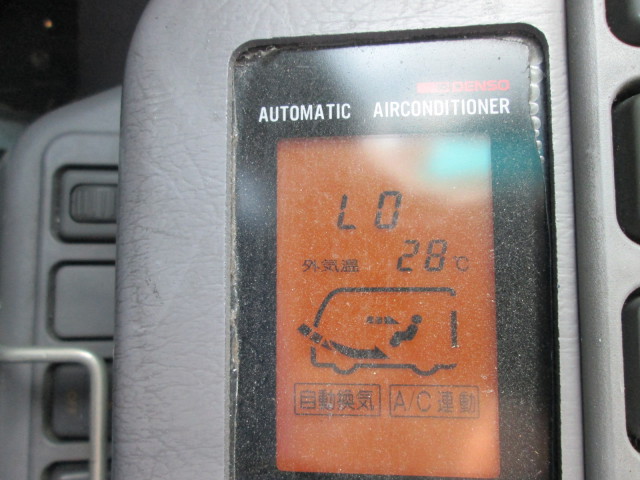 DENSO
AUTOMATIC AIRCONDITIONER
LO
外気温 28℃
自動換気 A/C連動